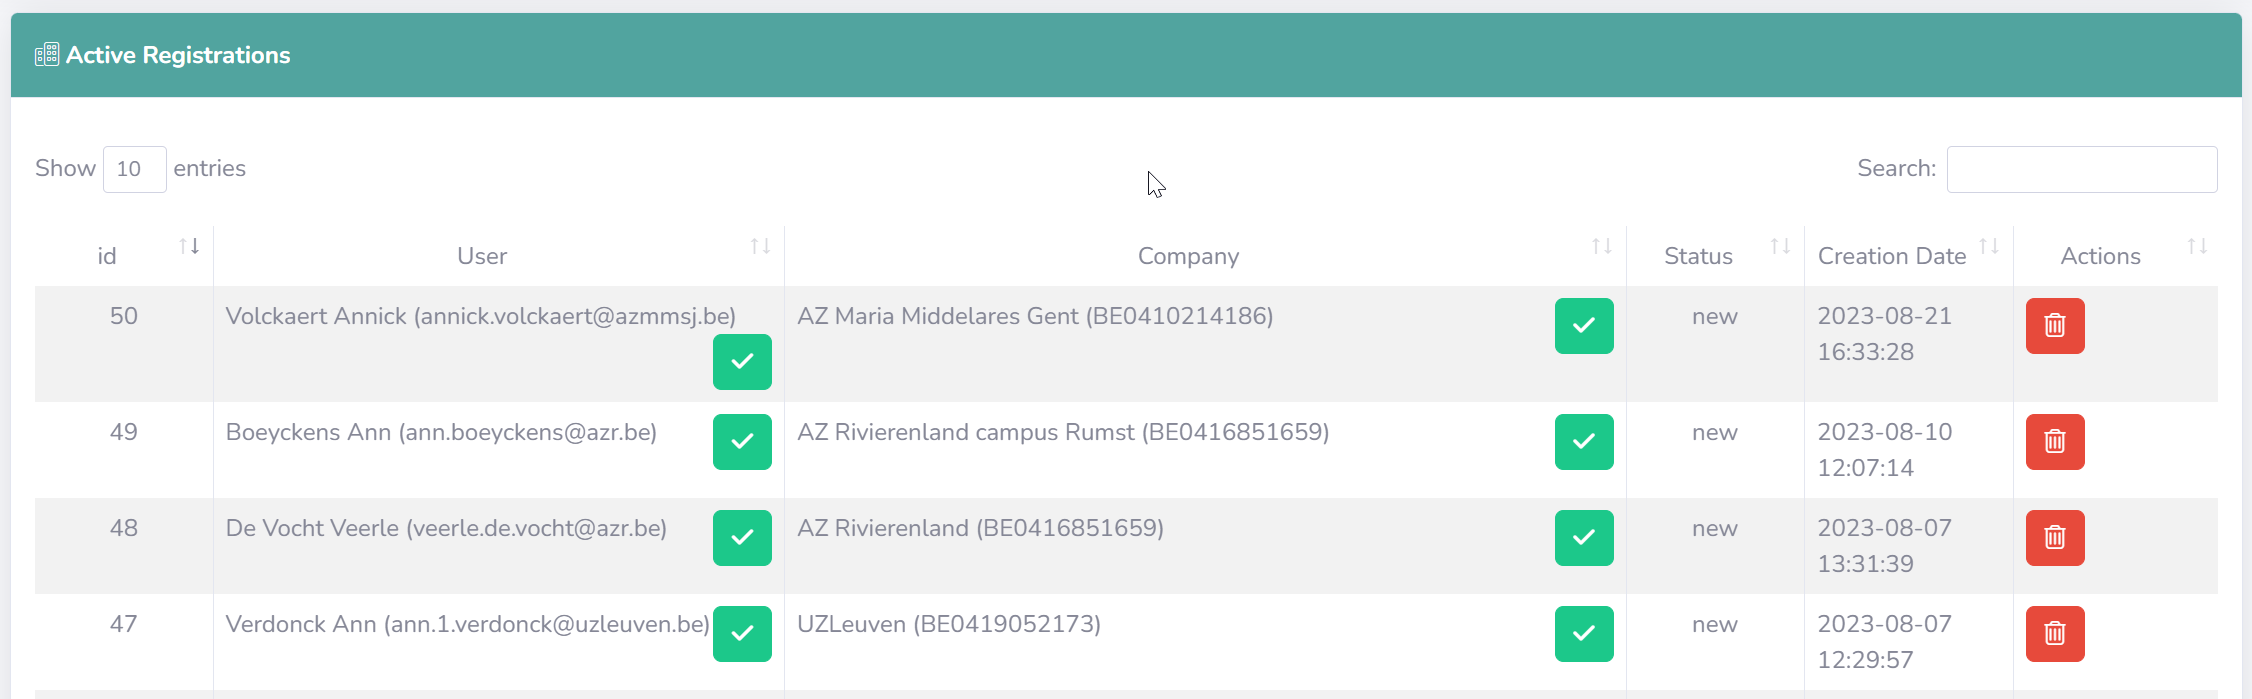 Active Registrations
Show 10 entries
Search:
id User Company Status Creation Date Actions
50 Volckaert Annick (annick.volckaert@azmmsj.be) AZ Maria Middelares Gent (BE0410214186) new 2023-08-21
16:33:28
49 Boeyckens Ann (ann.boeyckens@azr.be) AZ Rivierenland campus Rumst (BE0416851659) new 2023-08-10
12:07:14
48 De Vocht Veerle (veerle.de.vocht@azr.be) AZ Rivierenland (BE0416851659) new 2023-08-07
13:31:39
47 Verdonck Ann (ann.1.verdonck@uzleuven.be) UZLeuven (BE0419052173) new 2023-08-07
12:29:57